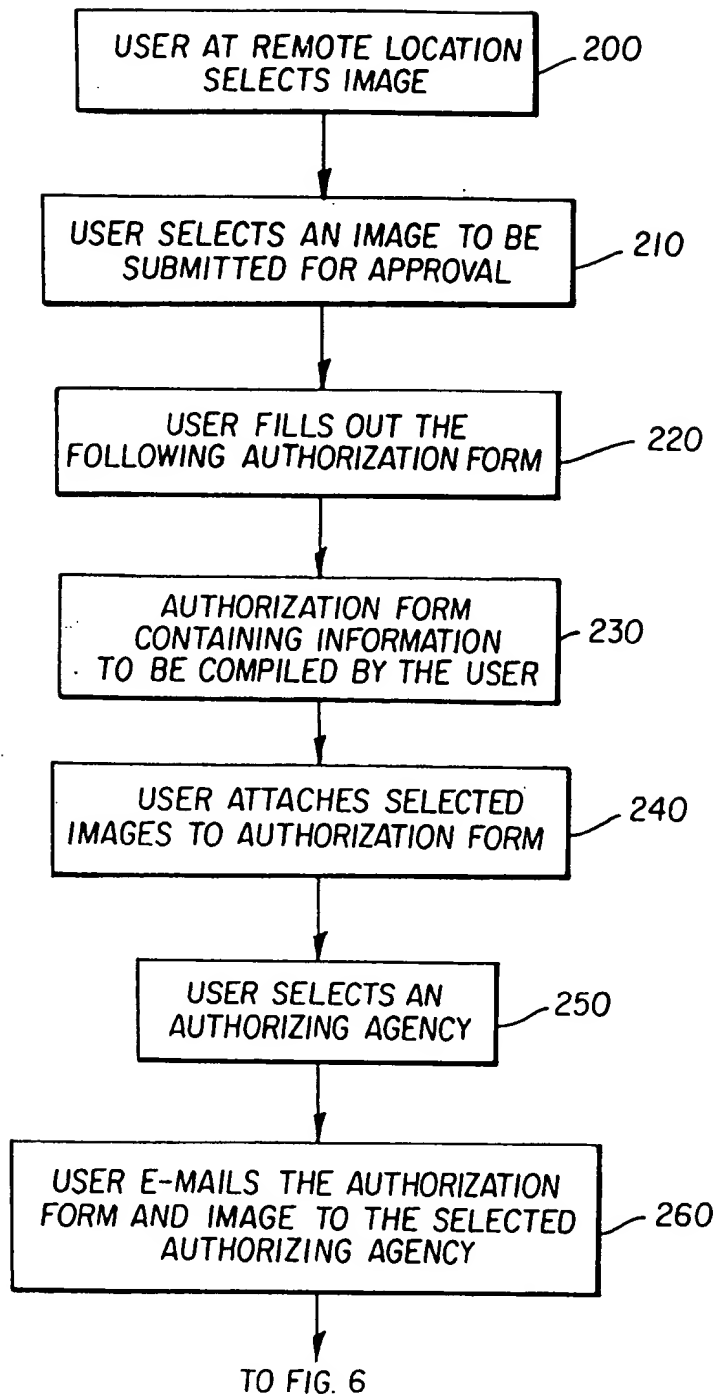 USER AT REMOTE LOCATION
SELECTS IMAGE
200
USER SELECTS AN IMAGE TO BE
SUBMITTED FOR APPROVAL
210
USER FILLS OUT THE
FOLLOWING AUTHORIZATION FORM
220
AUTHORIZATION FORM
CONTAINING INFORMATION
TO BE COMPILED BY THE USER
230
USER ATTACHES SELECTED
IMAGES TO AUTHORIZATION FORM
240
USER SELECTS AN
AUTHORIZING AGENCY
250
USER E-MAILS THE AUTHORIZATION
FORM AND IMAGE TO THE SELECTED
AUTHORIZING AGENCY
260
TO FIG. 6